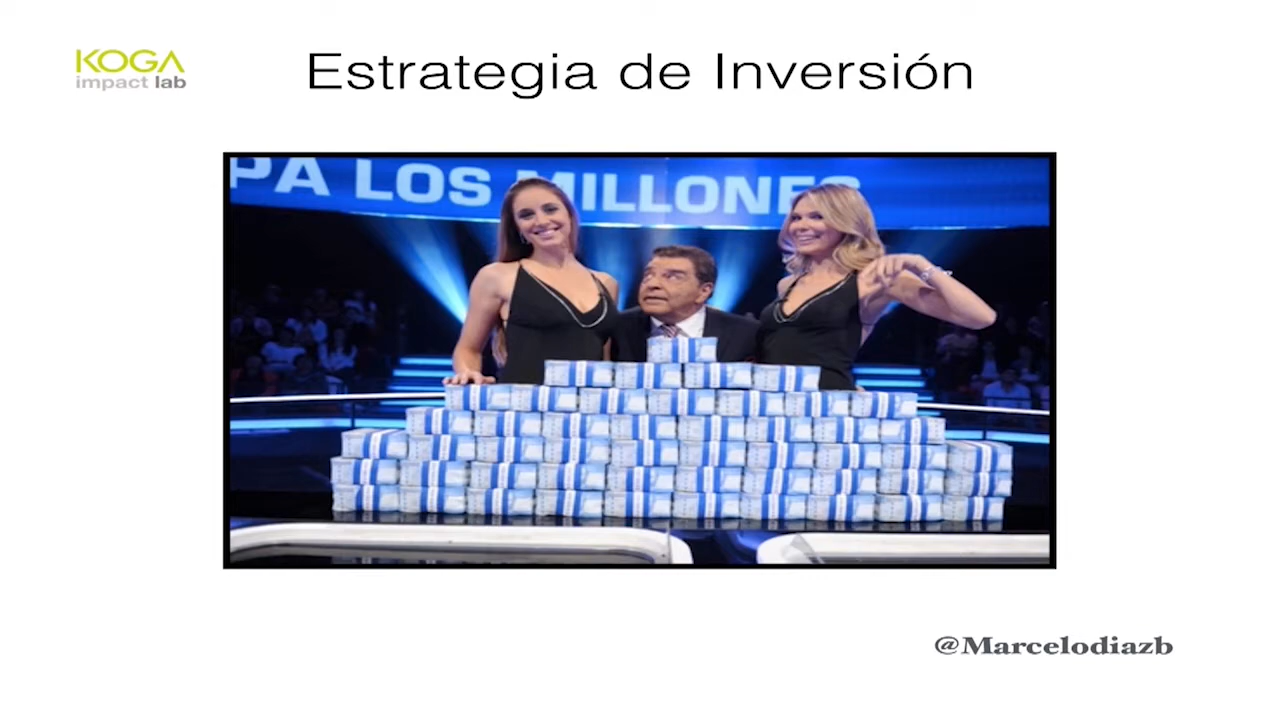 KOGA
impact lab
Estrategia de Inversión
PA LOS MILLONES
@Marcelodiazb